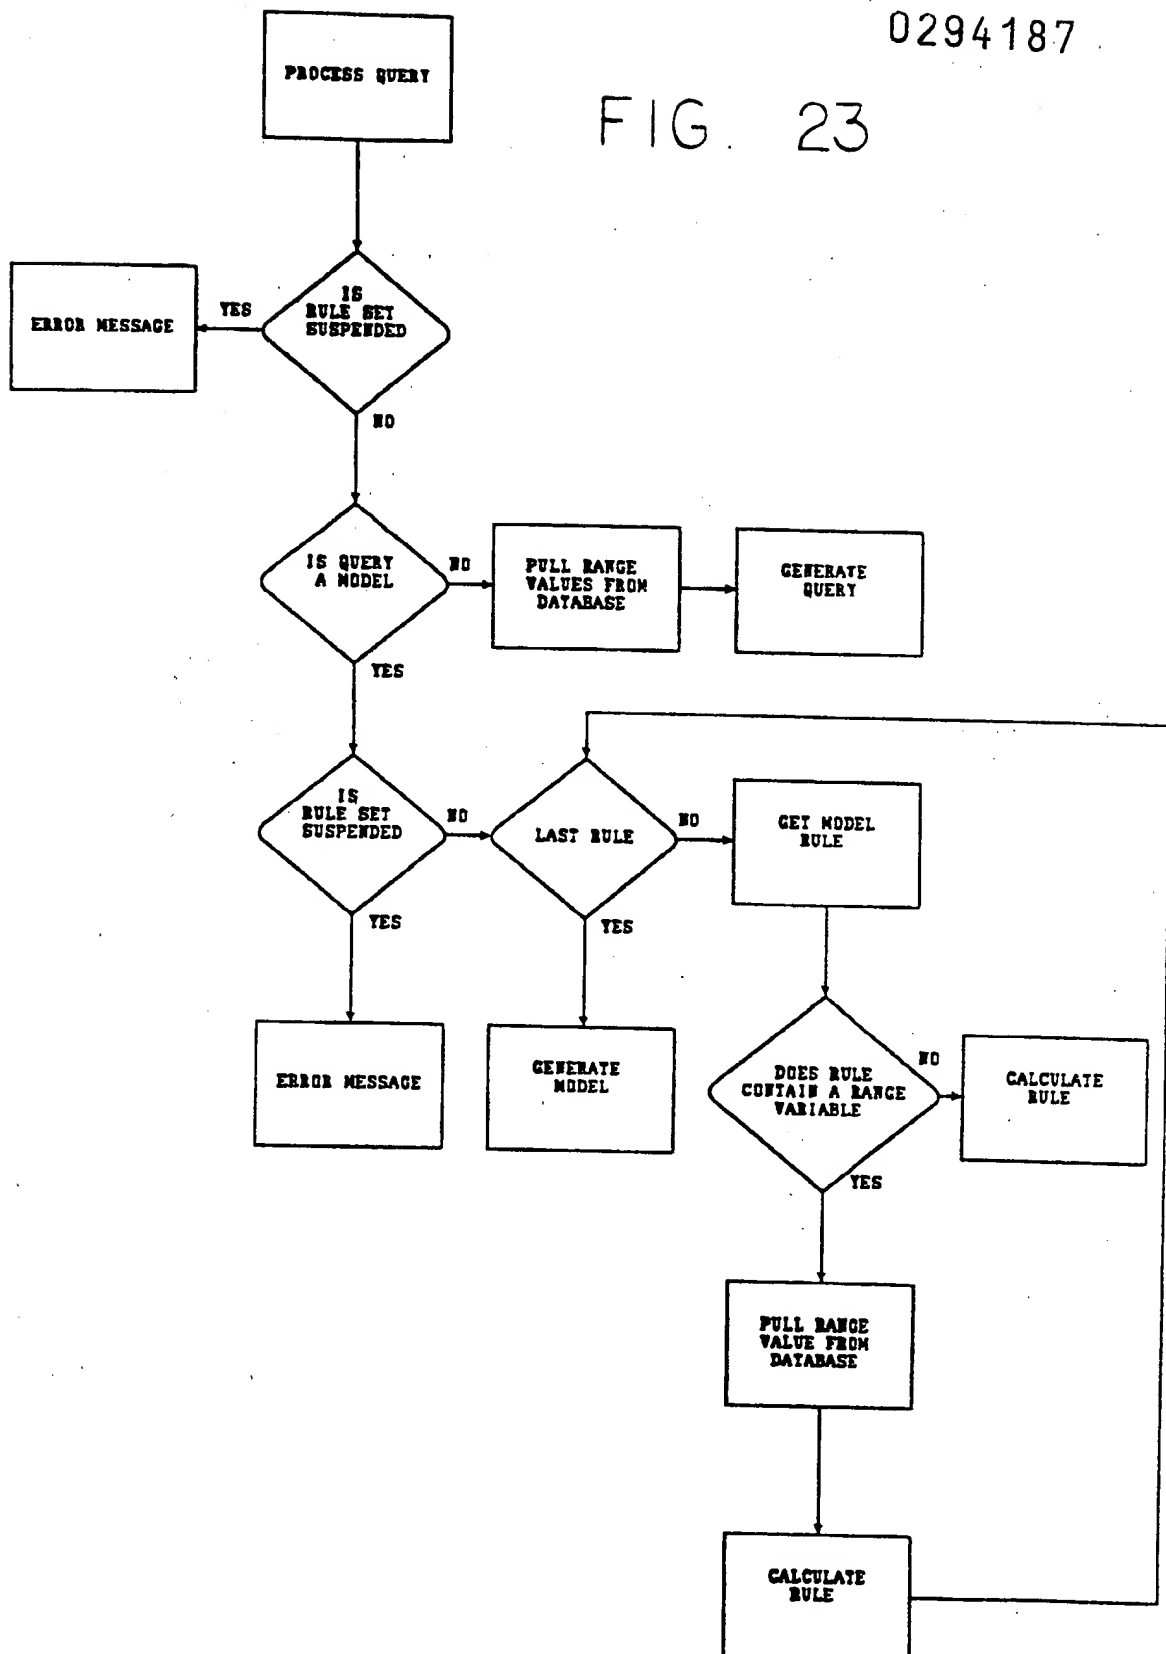 0294187
FIG. 23
PROCESS QUERY
IS
RULE SET
SUSPENDED
YES
ERROR MESSAGE
NO
IS QUERY
A MODEL
NO
PULL RANGE
VALUES FROM
DATABASE
GENERATE
QUERY
YES
IS
RULE SET
SUSPENDED
NO
LAST RULE
NO
GET MODEL
RULE
YES
YES
ERROR MESSAGE
GENERATE
MODEL
DOES RULE
CONTAIN A RANGE
VARIABLE
NO
CALCULATE
RULE
YES
PULL RANGE
VALUE FROM
DATABASE
CALCULATE
RULE